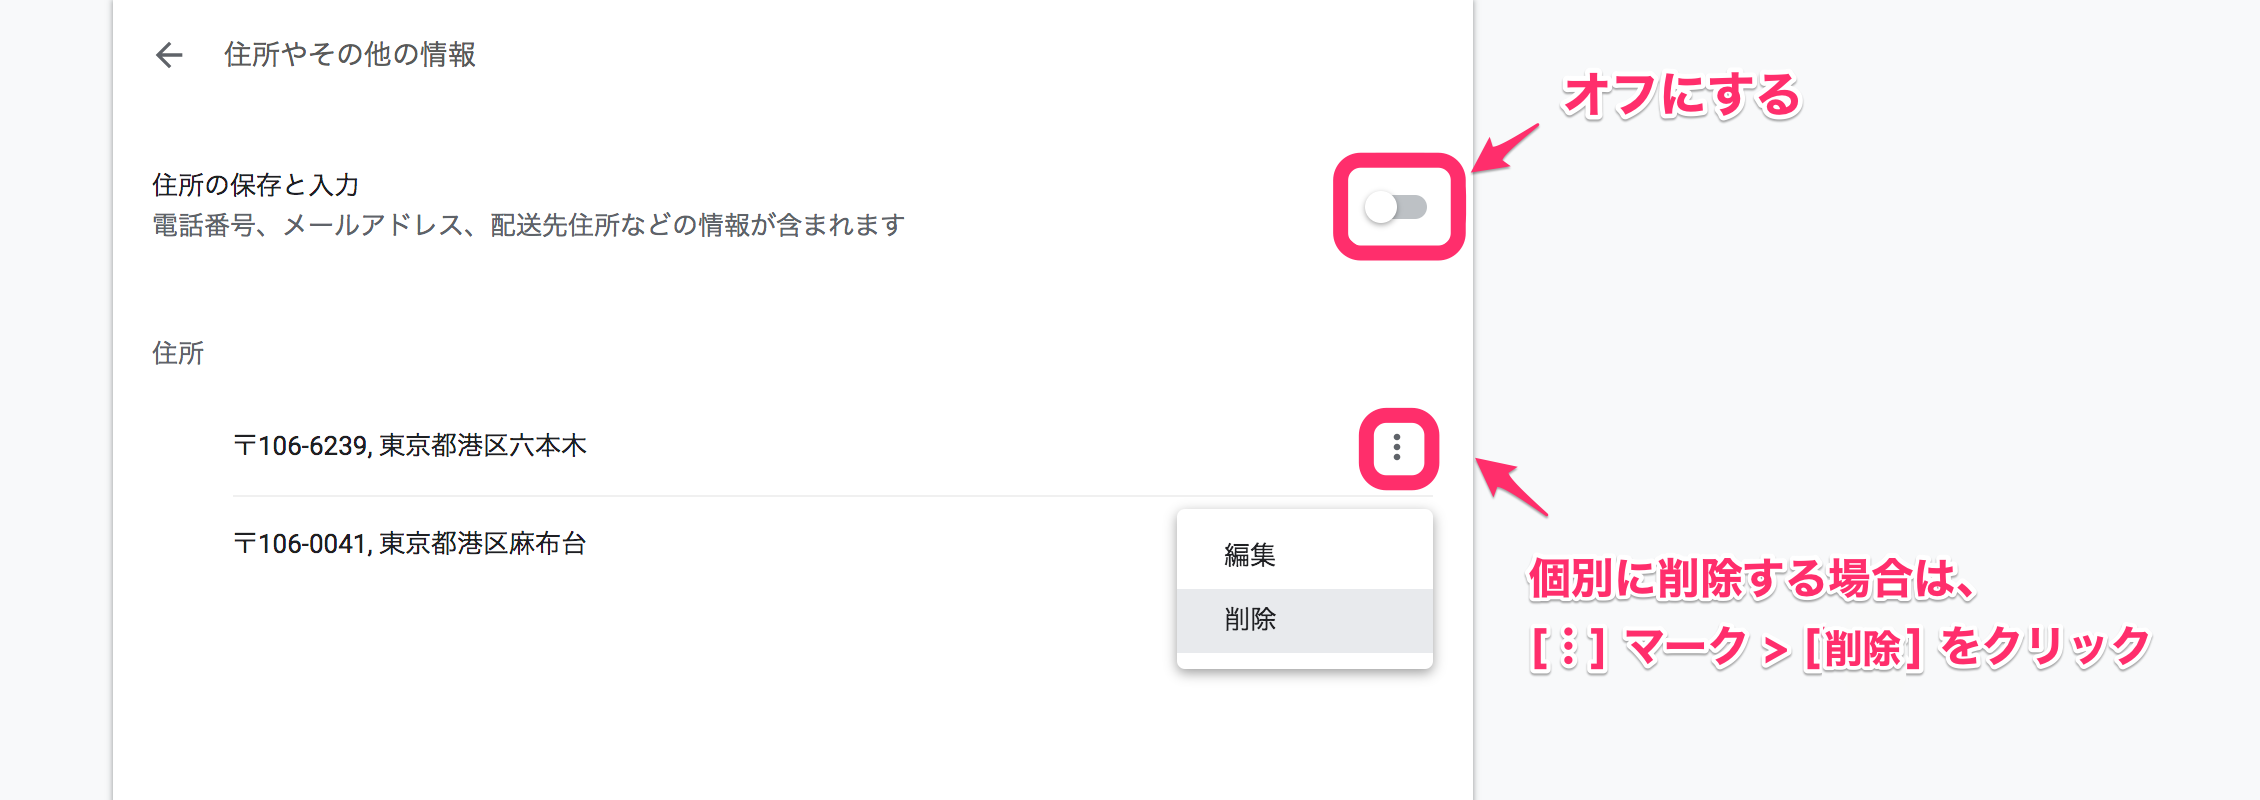 住所やその他の情報
オフにする
住所の保存と入力
電話番号、メールアドレス、配送先住所などの情報が含まれます
住所
〒106-6239, 東京都港区六本木
〒106-0041, 東京都港区麻布台
編集
削除
個別に削除する場合は、
[⋮] マーク > [削除] をクリック